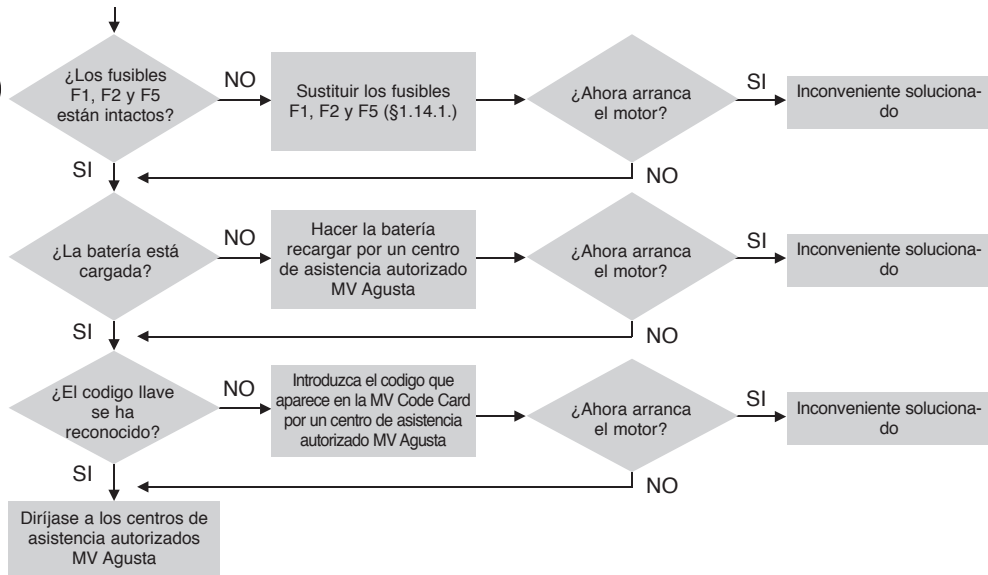 ¿Los fusibles
F1, F2 y F5
están intactos?
NO
Sustituir los fusibles
F1, F2 y F5 (§1.14.1.)
¿Ahora arranca
el motor?
SI
Inconveniente soluciona-
do
SI
NO
¿La batería está
cargada?
NO
Hacer la batería
recargar por un centro
de asistencia autorizado
MV Agusta
¿Ahora arranca
el motor?
SI
Inconveniente soluciona-
do
SI
NO
¿El codigo llave
se ha
reconocido?
NO
Introduzca el codigo que
aparece en la MV Code Card
por un centro de asistencia
autorizado MV Agusta
¿Ahora arranca
el motor?
SI
Inconveniente soluciona-
do
SI
NO
Diríjase a los centros de
asistencia autorizados
MV Agusta